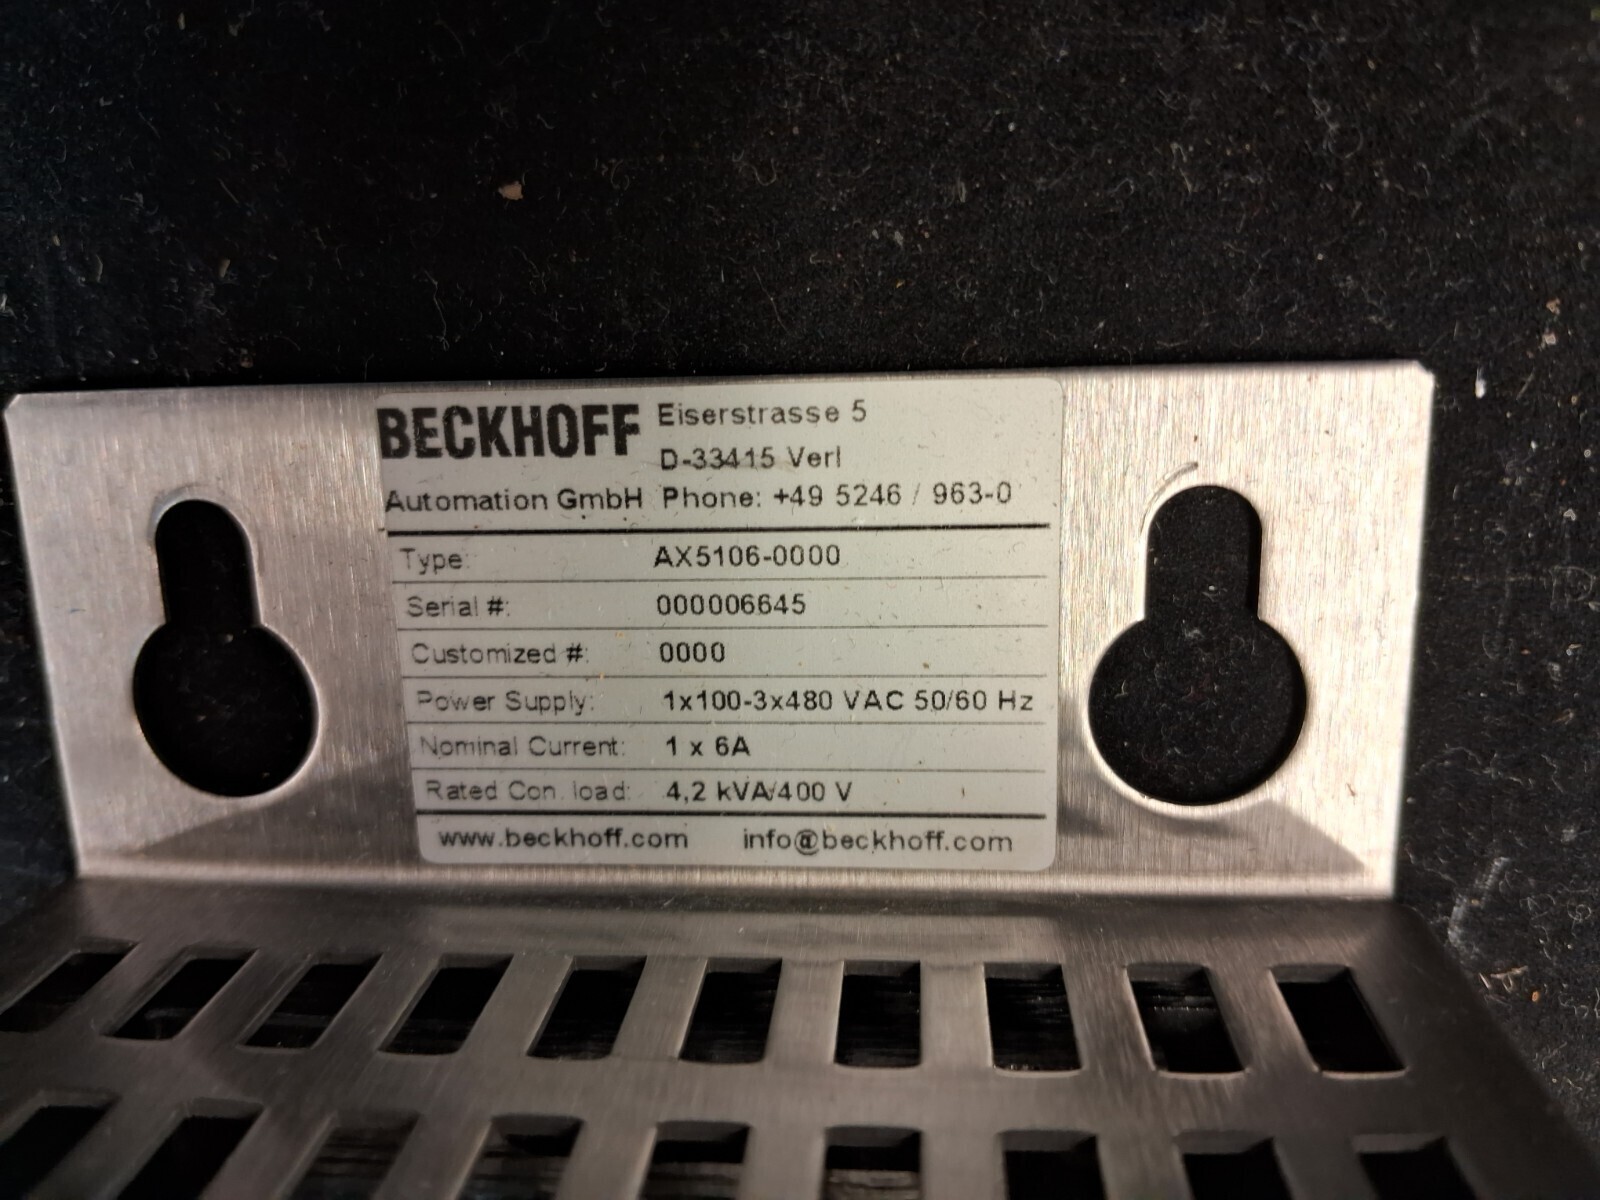 BECKHOFF Eiserstrasse 5
D-33415 Verl
Automation GmbH Phone: +49 5246 / 963-0
Type: AX5106-0000
Serial #: 000006645
Customized #: 0000
Power Supply: 1x100-3x480 VAC 50/60 Hz
Nominal Current: 1 x 6A
Rated Con. load: 4,2 kVA/400 V
www.beckhoff.com info@beckhoff.com